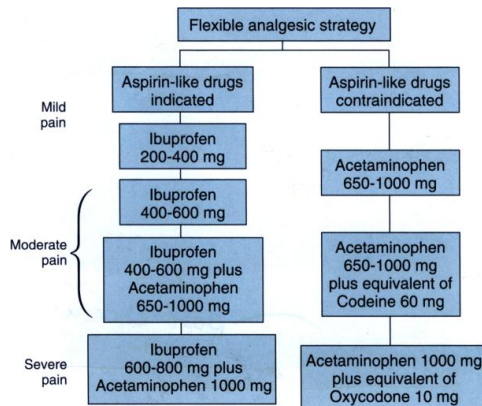 Flexible analgesic strategy
Aspirin-like drugs
indicated
Aspirin-like drugs
contraindicated
Mild
pain
Ibuprofen
200-400 mg
Acetaminophen
650-1000 mg
Ibuprofen
400-600 mg
Moderate
pain
Ibuprofen
400-600 mg plus
Acetaminophen
650-1000 mg
Acetaminophen
650-1000 mg
plus equivalent of
Codeine 60 mg
Severe
pain
Ibuprofen
600-800 mg plus
Acetaminophen 1000 mg
Acetaminophen 1000 mg
plus equivalent of
Oxycodone 10 mg